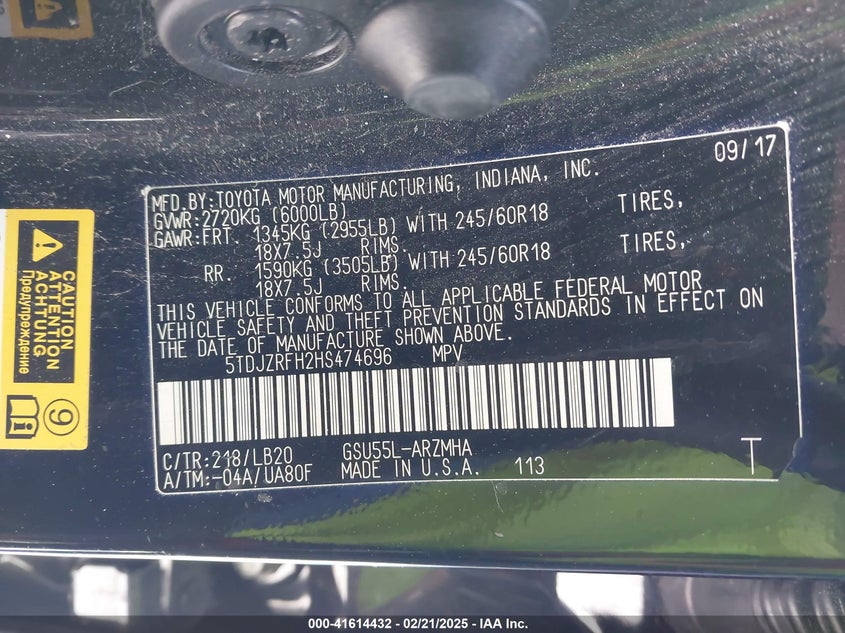 09/17
MFD.BY:TOYOTA MOTOR MANUFACTURING, INDIANA, INC.
GVWR:2720KG (6000LB)
GAWR:FRT. 1345KG (2955LB) WITH 245/60R18 TIRES,
18X7.5J RIMS.
RR. 1590KG (3505LB) WITH 245/60R18 TIRES,
18X7.5J RIMS.
THIS VEHICLE CONFORMS TO ALL APPLICABLE FEDERAL MOTOR
VEHICLE SAFETY AND THEFT PREVENTION STANDARDS IN EFFECT ON
THE DATE OF MANUFACTURE SHOWN ABOVE.
5TDJZRFH2HS474696 MPV
C/TR:218/LB20 GSU55L-ARZMHA
A/TM:-04A/UA80F MADE IN U.S.A. 113 T
CAUTION
ATTENTION
ACHTUNG
Предупреждение
9
000-41614432 - 02/21/2025 - IAA Inc.